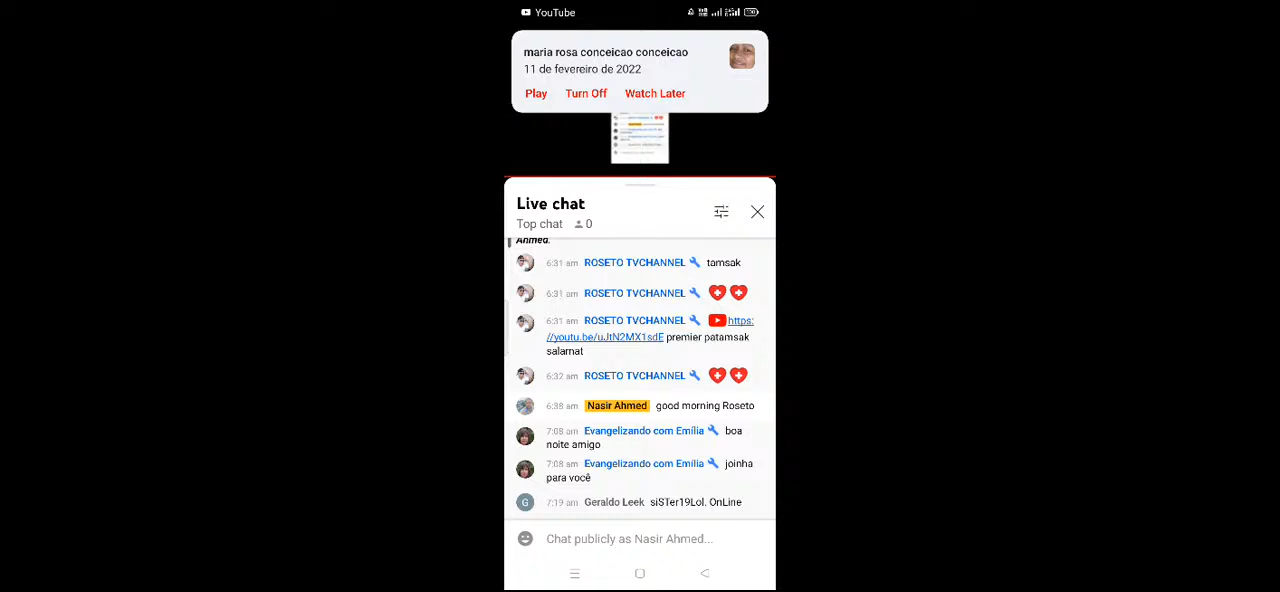 YouTube
maria rosa conceicao conceicao
11 de fevereiro de 2022
Play Turn Off Watch Later
Live chat
Top chat 0
Ahmed.
6:31 am ROSETO TVCHANNEL tamsak
6:31 am ROSETO TVCHANNEL
6:31 am ROSETO TVCHANNEL https:
//youtu.be/uJtN2MX1sdE premier patamsak
salamat
6:32 am ROSETO TVCHANNEL
6:38 am Nasir Ahmed good morning Roseto
7:08 am Evangelizando com Emília boa
noite amigo
7:08 am Evangelizando com Emília joinha
para você
G 7:19 am Geraldo Leek siSTer19Lol. OnLine
Chat publicly as Nasir Ahmed...